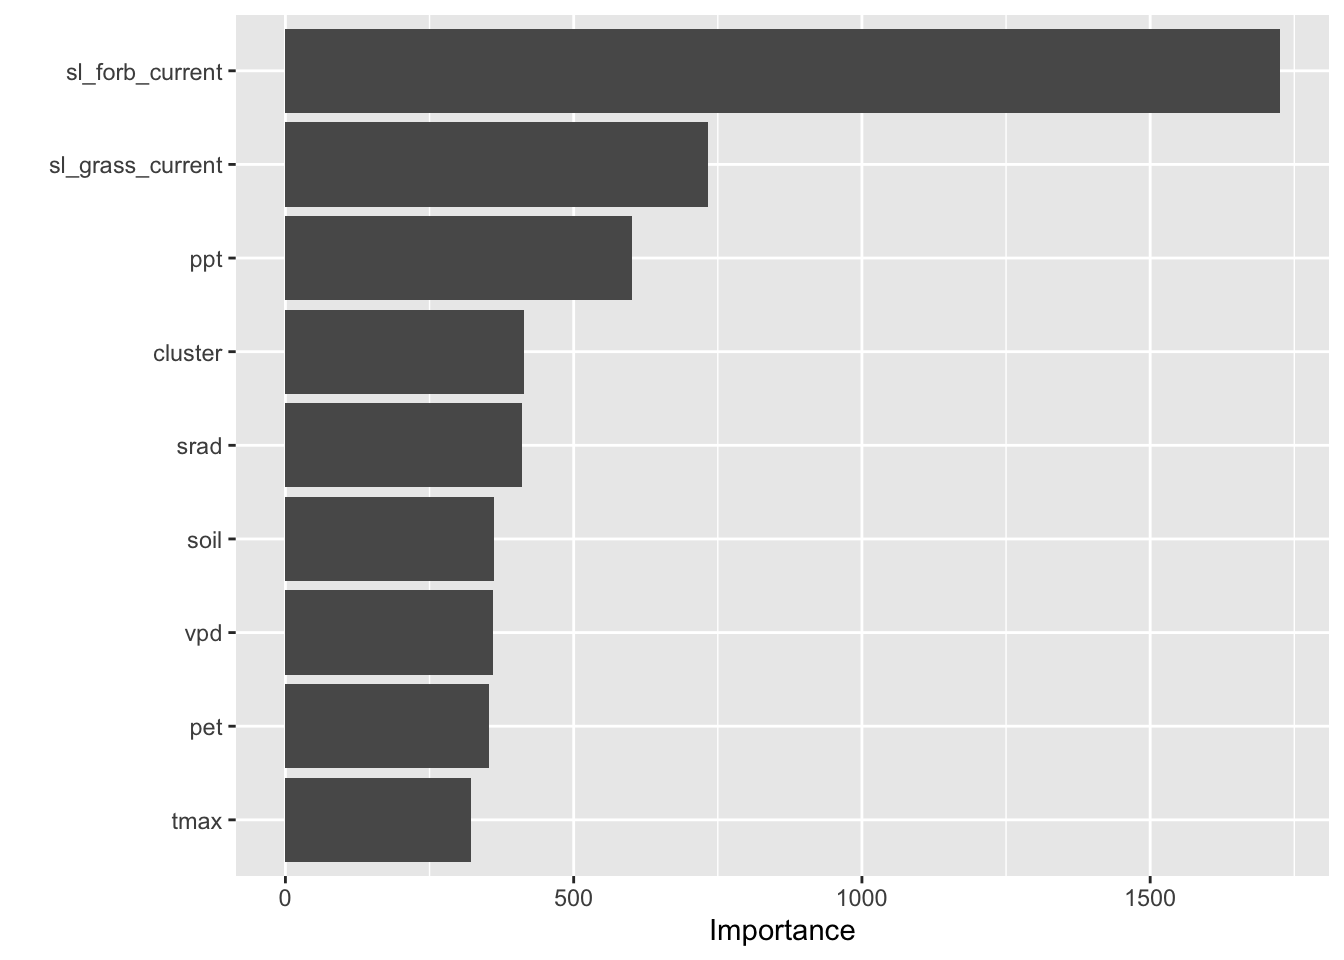 sl_forb_current
sl_grass_current
ppt
cluster
srad
soil
vpd
pet
tmax
0 500 1000 1500
Importance